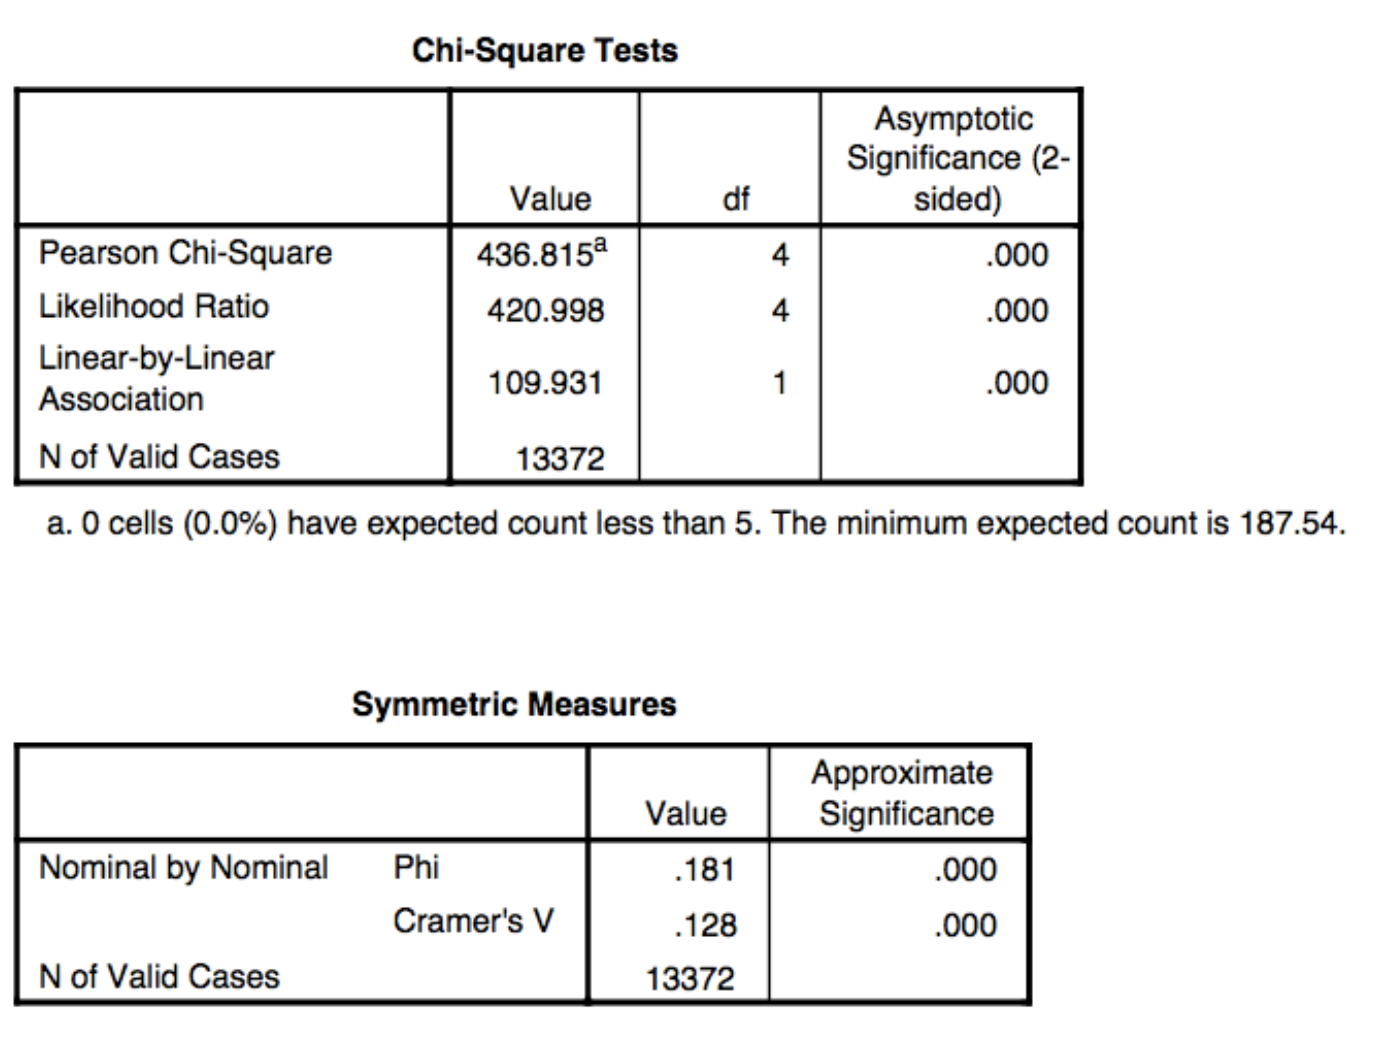 Chi-Square Tests
Asymptotic
Significance (2-
Value df sided)
Pearson Chi-Square 436.815a 4 .000
Likelihood Ratio 420.998 4 .000
Linear-by-Linear
Association 109.931 1 .000
N of Valid Cases 13372
a. 0 cells (0.0%) have expected count less than 5. The minimum expected count is 187.54.
Symmetric Measures
Approximate
Value Significance
Nominal by Nominal Phi .181 .000
Cramer's V .128 .000
N of Valid Cases 13372